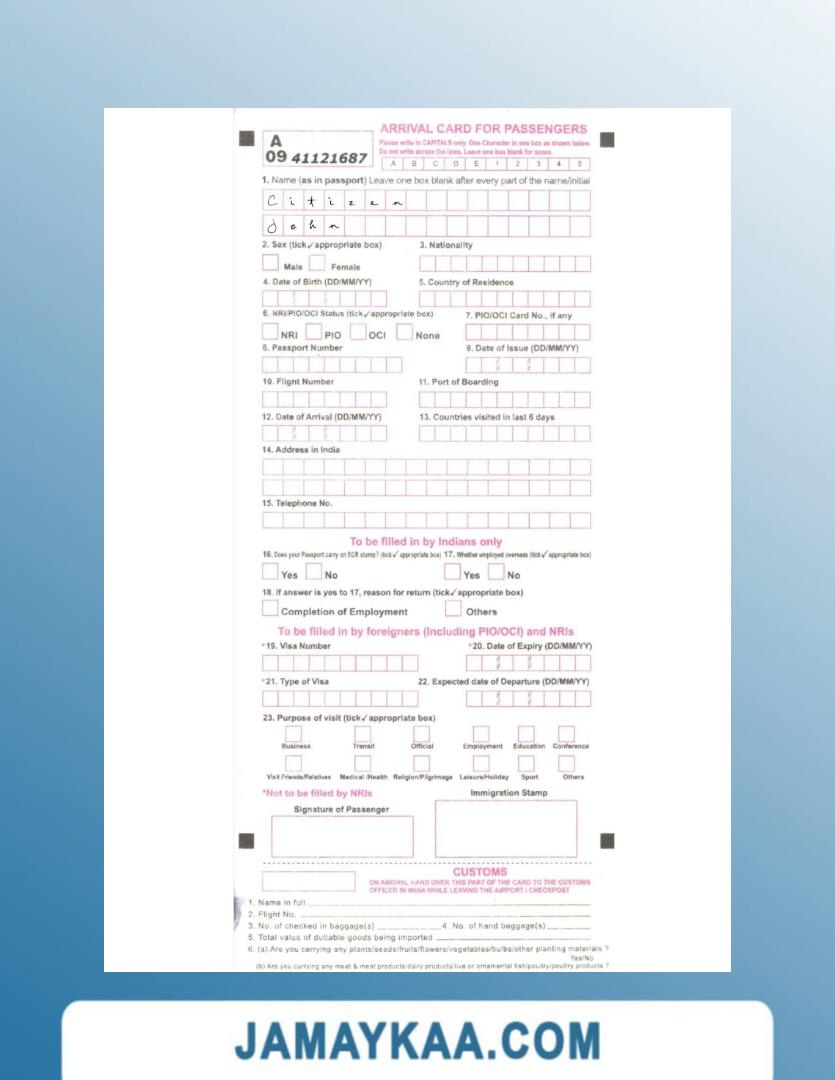 A
09 41121687
ARRIVAL CARD FOR PASSENGERS
Please write in CAPITALS only. One Character in one box as shown below.
Do not write across the lines. Leave one box blank for space.
A B C D E 1 2 3 4 5
1. Name (as in passport) Leave one box blank after every part of the name/initial
Citizen
John
2. Sex (tick✓appropriate box) 3. Nationality
Male Female
4. Date of Birth (DD/MM/YY) 5. Country of Residence
/ /
6. NRI/PIO/OCI Status (tick✓appropriate box) 7. PIO/OCI Card No., if any
NRI PIO OCI None
8. Passport Number 9. Date of Issue (DD/MM/YY)
/ /
10. Flight Number 11. Port of Boarding
12. Date of Arrival (DD/MM/YY) 13. Countries visited in last 6 days
/ /
14. Address in India
15. Telephone No.
To be filled in by Indians only
16. Does your Passport carry an ECR stamp? (tick✓ appropriate box) 17. Whether employed overseas (tick✓ appropriate box)
Yes No Yes No
18. If answer is yes to 17, reason for return (tick✓appropriate box)
Completion of Employment Others
To be filled in by foreigners (Including PIO/OCI) and NRIs
*19. Visa Number *20. Date of Expiry (DD/MM/YY)
/ /
*21. Type of Visa 22. Expected date of Departure (DD/MM/YY)
/ /
23. Purpose of visit (tick✓appropriate box)
Business Transit Official Employment Education Conference
Visit Friends/Relatives Medical /Health Religion/Pilgrimage Leisure/Holiday Sport Others
*Not to be filled by NRIs Immigration Stamp
Signature of Passenger
CUSTOMS
ON ARRIVAL HAND OVER THIS PART OF THE CARD TO THE CUSTOMS
OFFICER IN INDIA WHILE LEAVING THE AIRPORT / CHECKPOST
1. Name in full
2. Flight No.
3. No. of checked in baggage(s) 4. No. of hand baggage(s)
5. Total value of dutiable goods being imported
6. (a) Are you carrying any plants/seeds/fruits/flowers/vegetables/bulbs/other planting materials ?
Yes/No
(b) Are you carrying any meat & meat products/dairy products/live or ornamental fish/poultry/poultry products ?
JAMAYKAA.COM